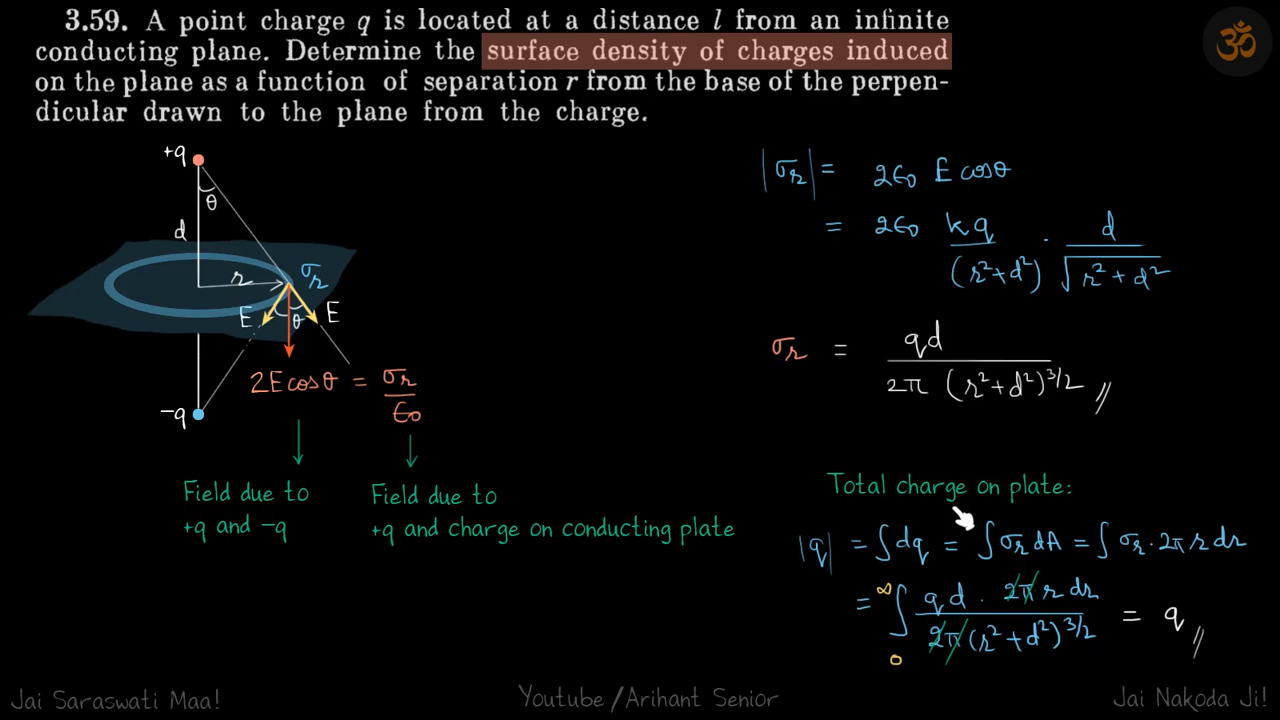 3.59. A point charge q is located at a distance l from an infinite
conducting plane. Determine the surface density of charges induced
on the plane as a function of separation r from the base of the perpen-
dicular drawn to the plane from the charge.
ॐ
+q
θ
d
r
σr
E
θ
E
2E cosθ = σr/ε0
-q
Field due to
+q and -q
Field due to
+q and charge on conducting plate
|σr| = 2ε0 E cosθ
= 2ε0 kq/(r²+d²) · d/√(r²+d²)
σr = qd/(2π (r²+d²)^3/2) //
Total charge on plate:
|q| = ∫dq = ∫σr dA = ∫σr · 2π r dr
= ∫0^∞ qd · 2π r dr/(2π (r²+d²)^3/2) = q //
Jai Saraswati Maa!
Youtube /Arihant Senior
Jai Nakoda Ji!